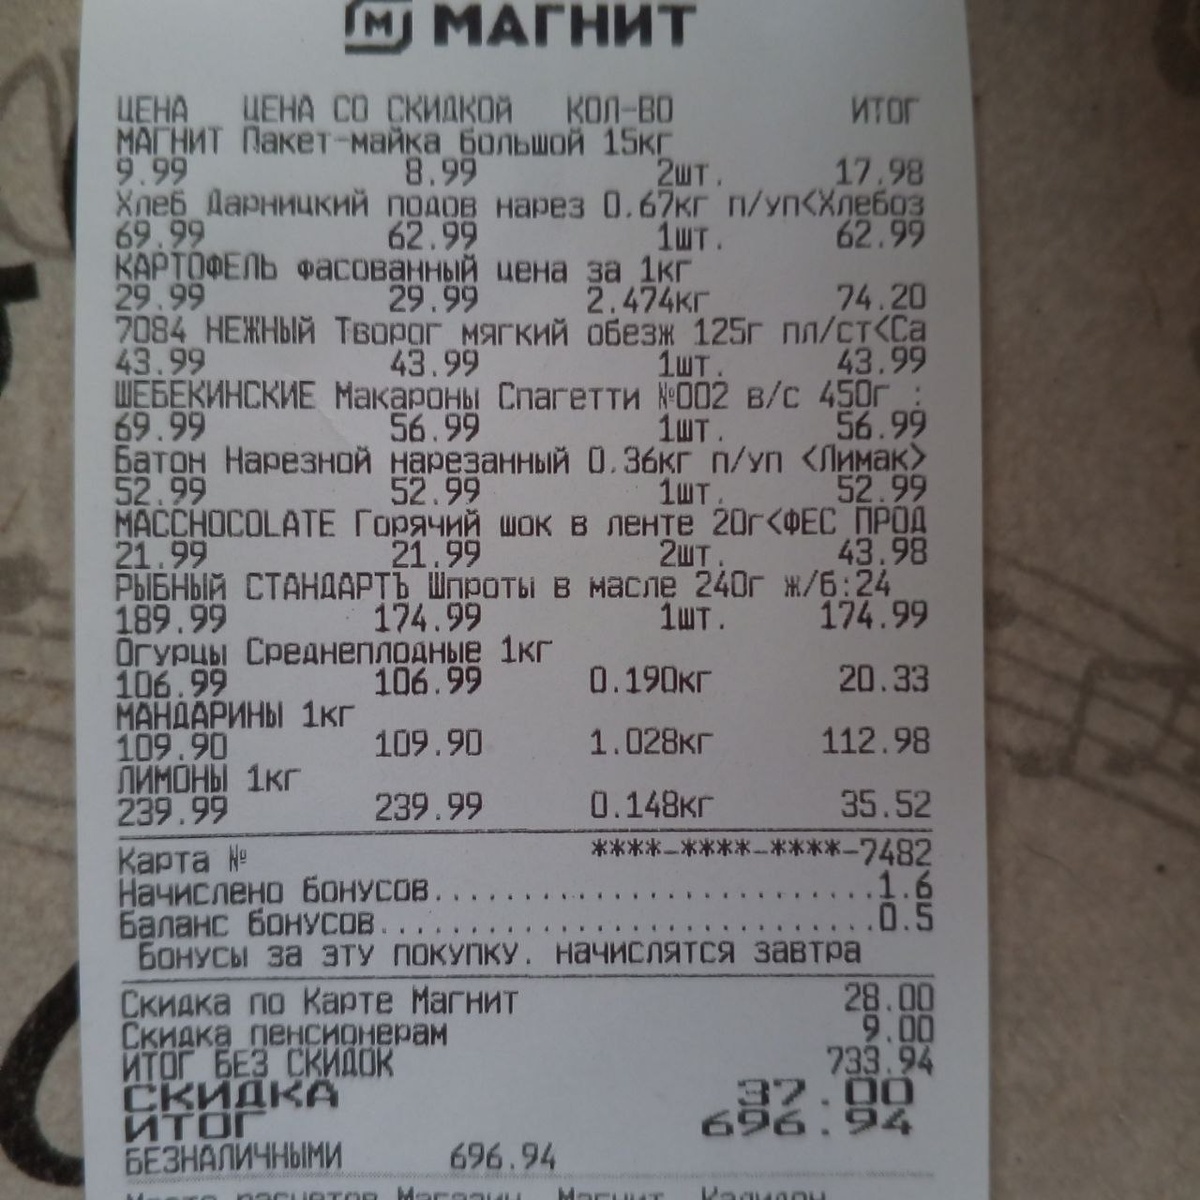 М МАГНИТ
ЦЕНА ЦЕНА СО СКИДКОЙ КОЛ-ВО ИТОГ
МАГНИТ Пакет-майка большой 15кг
9.99 8.99 2шт. 17.98
Хлеб Дарницкий подов нарез 0.67кг п/уп<Хлебоз
69.99 62.99 1шт. 62.99
КАРТОФЕЛЬ фасованный цена за 1кг
29.99 29.99 2.474кг 74.20
7084 НЕЖНЫЙ Творог мягкий обезж 125г пл/ст<Са
43.99 43.99 1шт. 43.99
ШЕБЕКИНСКИЕ Макароны Спагетти №002 в/с 450г :
69.99 56.99 1шт. 56.99
Батон Нарезной нарезанный 0.36кг п/уп <Лимак>
52.99 52.99 1шт. 52.99
MACCHOCOLATE Горячий шок в ленте 20г<ФЕС ПРОД
21.99 21.99 2шт. 43.98
РЫБНЫЙ СТАНДАРТЪ Шпроты в масле 240г ж/б:24
189.99 174.99 1шт. 174.99
Огурцы Среднеплодные 1кг
106.99 106.99 0.190кг 20.33
МАНДАРИНЫ 1кг
109.90 109.90 1.028кг 112.98
ЛИМОНЫ 1кг
239.99 239.99 0.148кг 35.52
Карта № ****-****-****-7482
Начислено бонусов.........................1.6
Баланс бонусов............................0.5
Бонусы за эту покупку. начислятся завтра
Скидка по Карте Магнит 28.00
Скидка пенсионерам 9.00
ИТОГ БЕЗ СКИДОК 733.94
СКИДКА 37.00
ИТОГ 696.94
БЕЗНАЛИЧНЫМИ 696.94
Место расчетов Магазин Магнит